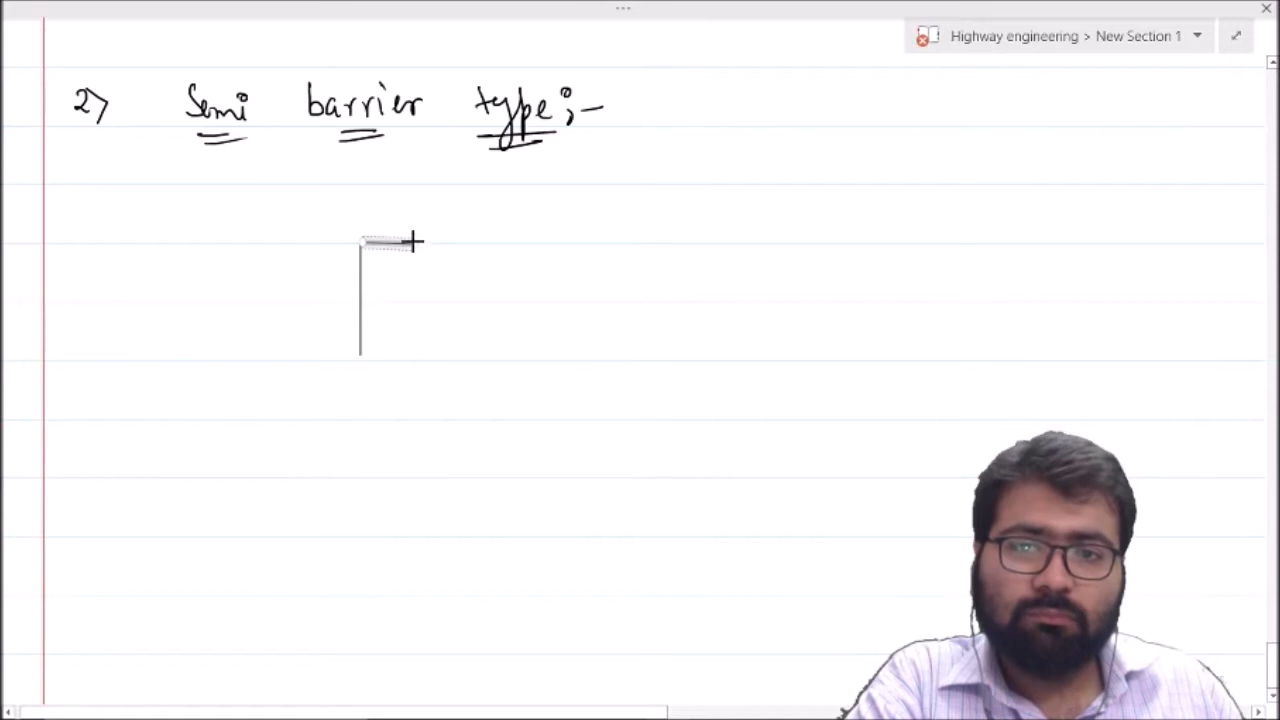 Highway engineering > New Section 1
2> Semi barrier type ;-